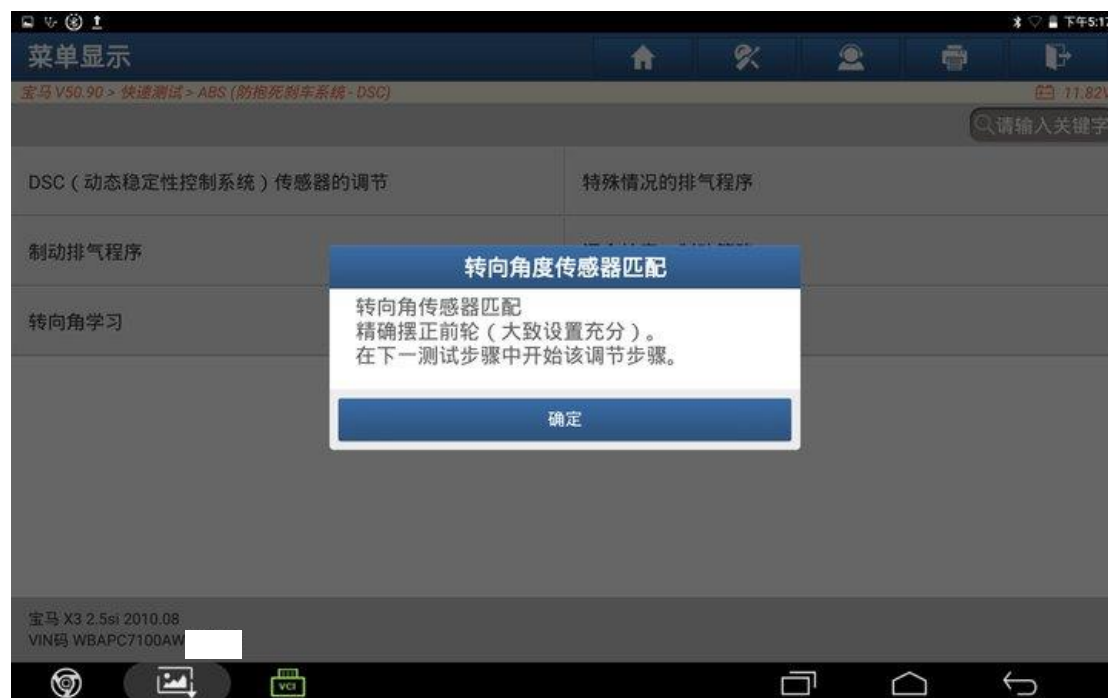 下午5:17
菜单显示
宝马 V50.90 > 快速测试 > ABS (防抱死刹车系统 - DSC)
11.82V
请输入关键字
DSC ( 动态稳定性控制系统 ) 传感器的调节
特殊情况的排气程序
制动排气程序
转向角学习
转向角度传感器匹配
转向角传感器匹配
精确摆正前轮 ( 大致设置充分 ) 。
在下一测试步骤中开始该调节步骤。
确定
宝马 X3 2.5si 2010.08
VIN码 WBAPC7100AW
VCI